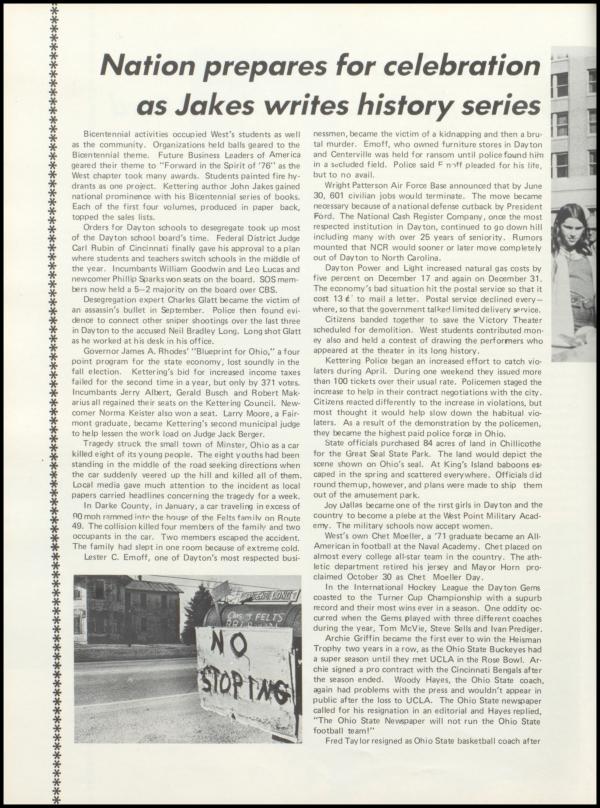 Nation prepares for celebration
as Jakes writes history series
Bicentennial activities occupied West's students as well
as the community. Organizations held balls geared to the
Bicentennial theme. Future Business Leaders of America
geared their theme to "Forward in the Spirit of '76" as the
West chapter took many awards. Students painted fire hy-
drants as one project. Kettering author John Jakes gained
national prominence with his Bicentennial series of books.
Each of the first four volumes, produced in paper back,
topped the sales lists.
Orders for Dayton schools to desegregate took up most
of the Dayton school board's time. Federal District Judge
Carl Rubin of Cincinnati finally gave his approval to a plan
where students and teachers switch schools in the middle of
the year. Incumbants William Goodwin and Leo Lucas and
newcomer Phillip Sparks won seats on the board. SOS mem-
bers now held a 5-2 majority on the board over CBS.
Desegregation expert Charles Glatt became the victim of
an assasin's bullet in September. Police then found evi-
dence to connect other sniper shootings over the last three
in Dayton to the accused Neil Bradley Long. Long shot Glatt
as he worked at his desk in his office.
Governor James A. Rhodes' "Blueprint for Ohio," a four
point program for the state economy, lost soundly in the
fall election. Kettering's bid for increased income taxes
failed for the second time in a year, but only by 371 votes.
Incumbants Jerry Albert, Gerald Busch and Robert Mak-
arius all regained their seats on the Kettering Council. New-
comer Norma Keister also won a seat. Larry Moore, a Fair-
mont graduate, became Kettering's second municipal judge
to help lessen the work load on Judge Jack Berger.
Tragedy struck the small town of Minster, Ohio as a car
killed eight of its young people. The eight youths had been
standing in the middle of the road seeking directions when
the car suddenly veered up the hill and killed all of them.
Local media gave much attention to the incident as local
papers carried headlines concerning the tragedy for a week.
In Darke County, in January, a car traveling in excess of
90 mph rammed into the house of the Felts family on Route
49. The collision killed four members of the family and two
occupants in the car. Two members escaped the accident.
The family had slept in one room because of extreme cold.
Lester C. Emoff, one of Dayton's most respected busi-
nessmen, became the victim of a kidnapping and then a bru-
tal murder. Emoff, who owned furniture stores in Dayton
and Centerville was held for ransom until police found him
in a secluded field. Police said Emoff pleaded for his life,
but to no avail.
Wright Patterson Air Force Base announced that by June
30, 601 civilian jobs would terminate. The move became
necessary because of a national defense cutback by President
Ford. The National Cash Register Company, once the most
respected institution in Dayton, continued to go down hill
including many with over 25 years of seniority. Rumors
mounted that NCR would sooner or later move completely
out of Dayton to North Carolina.
Dayton Power and Light increased natural gas costs by
five percent on December 17 and again on December 31.
The economy's bad situation hit the postal service so that it
cost 13 ¢ to mail a letter. Postal service declined every-
where, so that the government talked limited delivery service.
Citizens banded together to save the Victory Theater
scheduled for demolition. West students contributed mon-
ey also and held a contest of drawing the performers who
appeared at the theater in its long history.
Kettering Police began an increased effort to catch vio-
laters during April. During one weekend they issued more
than 100 tickets over their usual rate. Policemen staged the
increase to help in their contract negotiations with the city.
Citizens reacted differently to the increase in violations, but
most thought it would help slow down the habitual vio-
laters. As a result of the demonstration by the policemen,
they became the highest paid police force in Ohio.
State officials purchased 84 acres of land in Chillicothe
for the Great Seal State Park. The land would depict the
scene shown on Ohio's seal. At King's Island baboons es-
caped in the spring and scattered everywhere. Officials did
round them up, however, and plans were made to ship them
out of the amusement park.
Joy Dallas became one of the first girls in Dayton and the
country to become a plebe at the West Point Military Acad-
emy. The military schools now accept women.
West's own Chet Moeller, a '71 graduate became an All-
American in football at the Naval Academy. Chet placed on
almost every college all-star team in the country. The ath-
letic department retired his jersey and Mayor Horn pro-
claimed October 30 as Chet Moeller Day.
In the International Hockey League the Dayton Gems
coasted to the Turner Cup Championship with a superb
record and their most wins ever in a season. One oddity oc-
curred when the Gems played with three different coaches
during the year, Tom McVie, Steve Sells and Ivan Prediger.
Archie Griffin became the first ever to win the Heisman
Trophy two years in a row, as the Ohio State Buckeyes had
a super season until they met UCLA in the Rose Bowl. Ar-
chie signed a pro contract with the Cincinnati Bengals after
the season ended. Woody Hayes, the Ohio State coach,
again had problems with the press and wouldn't appear in
public after the loss to UCLA. The Ohio State newspaper
called for his resignation in an editorial and Hayes replied,
"The Ohio State Newspaper will not run the Ohio State
football team!"
Fred Taylor resigned as Ohio State basketball coach after
FELTS
NO
STOPING